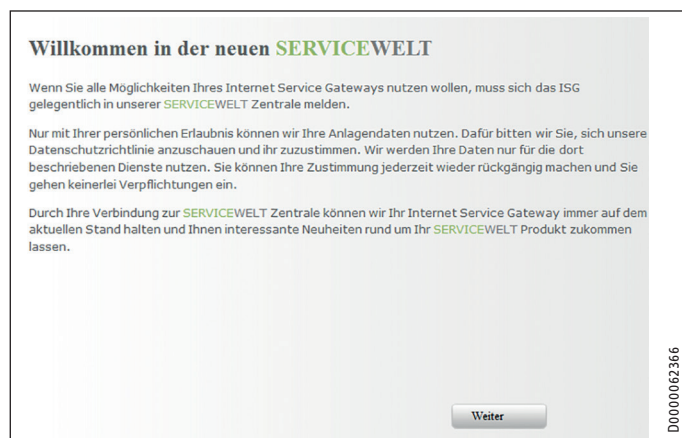 Willkommen in der neuen SERVICEWELT
Wenn Sie alle Möglichkeiten Ihres Internet Service Gateways nutzen wollen, muss sich das ISG
gelegentlich in unserer SERVICEWELT Zentrale melden.
Nur mit Ihrer persönlichen Erlaubnis können wir Ihre Anlagendaten nutzen. Dafür bitten wir Sie, sich unsere
Datenschutzrichtlinie anzuschauen und ihr zuzustimmen. Wir werden Ihre Daten nur für die dort
beschriebenen Dienste nutzen. Sie können Ihre Zustimmung jederzeit wieder rückgängig machen und Sie
gehen keinerlei Verpflichtungen ein.
Durch Ihre Verbindung zur SERVICEWELT Zentrale können wir Ihr Internet Service Gateway immer auf dem
aktuellen Stand halten und Ihnen interessante Neuheiten rund um Ihr SERVICEWELT Produkt zukommen
lassen.
Weiter
D0000062366